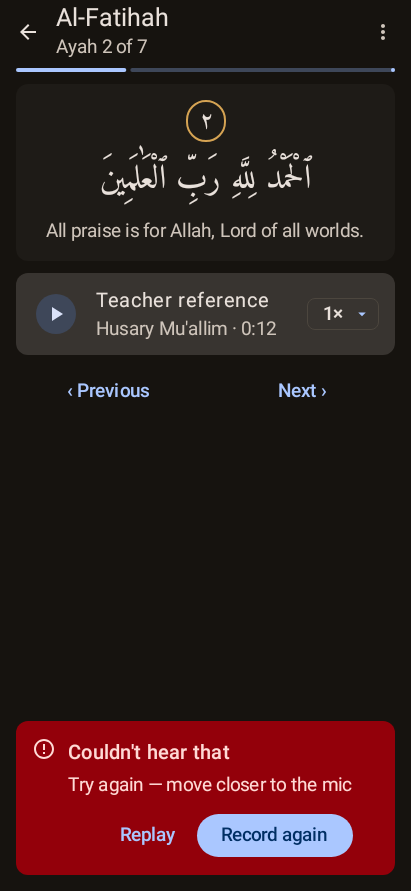 Al-Fatihah
Ayah 2 of 7
٢
ٱلْحَمْدُ لِلَّهِ رَبِّ ٱلْعَٰلَمِينَ
All praise is for Allah, Lord of all worlds.
Teacher reference
Husary Mu'allim · 0:12
1×
‹ Previous
Next ›
Couldn't hear that
Try again — move closer to the mic
Replay
Record again